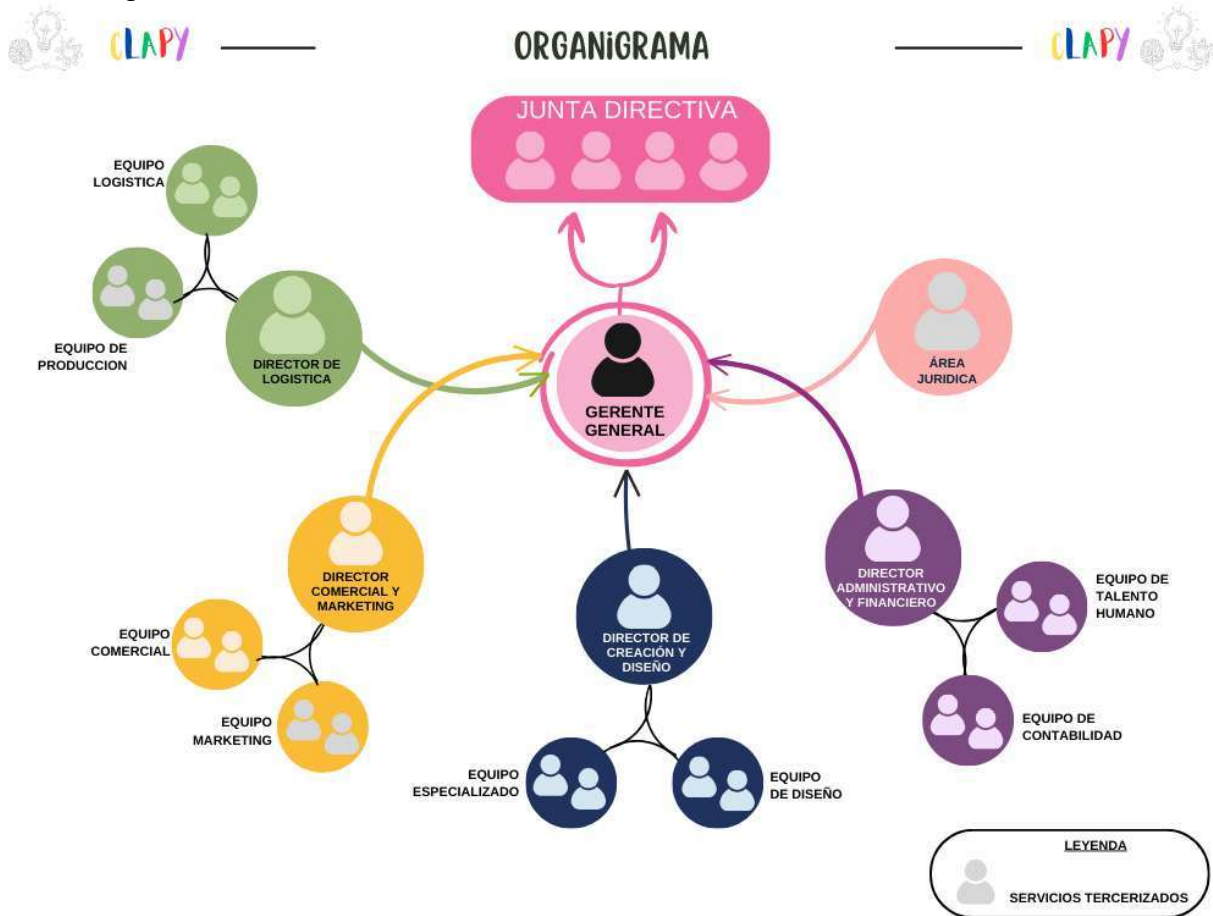 CLAPY
ORGANiGRAMA
CLAPY
JUNTA DIRECTIVA
EQUIPO
LOGISTICA
EQUIPO DE
PRODUCCION
DIRECTOR DE
LOGISTICA
GERENTE
GENERAL
ÁREA
JURIDICA
DIRECTOR
COMERCIAL Y
MARKETING
EQUIPO
COMERCIAL
EQUIPO
MARKETING
DIRECTOR DE
CREACIÓN Y
DISEÑO
EQUIPO
ESPECIALIZADO
EQUIPO
DE DISEÑO
DIRECTOR
ADMINISTRATIVO
Y FINANCIERO
EQUIPO DE
TALENTO
HUMANO
EQUIPO DE
CONTABILIDAD
LEYENDA
SERVICIOS TERCERIZADOS